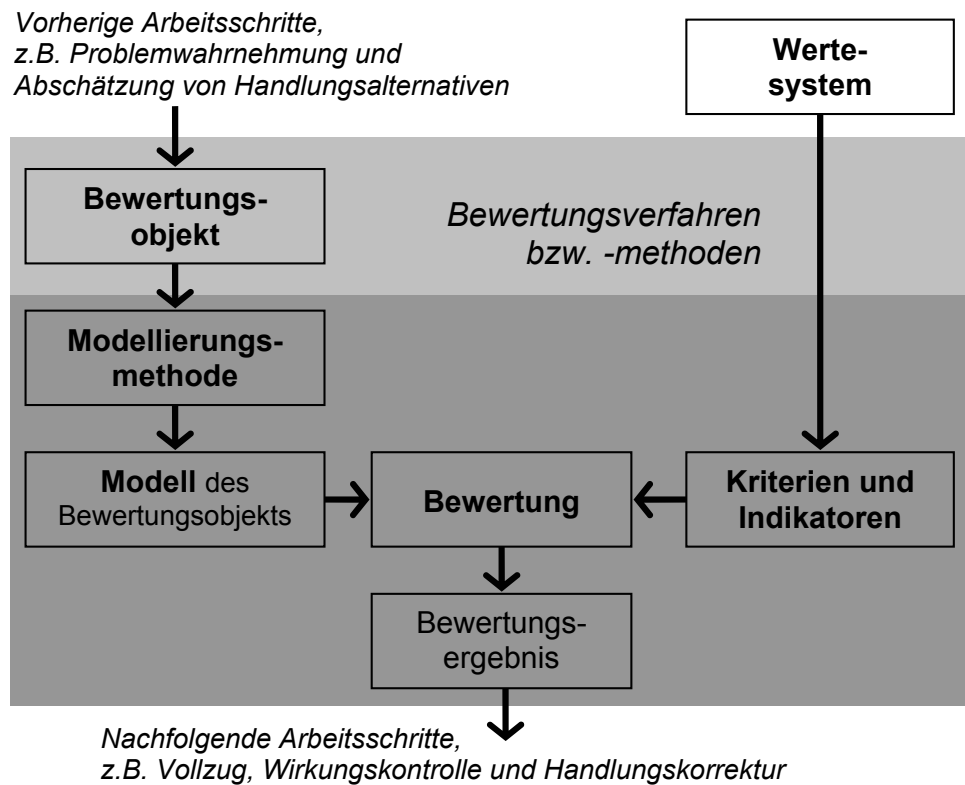 Vorherige Arbeitsschritte,
z.B. Problemwahrnehmung und
Abschätzung von Handlungsalternativen
Werte-
system
Bewertungs-
objekt
Bewertungsverfahren
bzw. -methoden
Modellierungs-
methode
Modell des
Bewertungsobjekts
Bewertung
Kriterien und
Indikatoren
Bewertungs-
ergebnis
Nachfolgende Arbeitsschritte,
z.B. Vollzug, Wirkungskontrolle und Handlungskorrektur